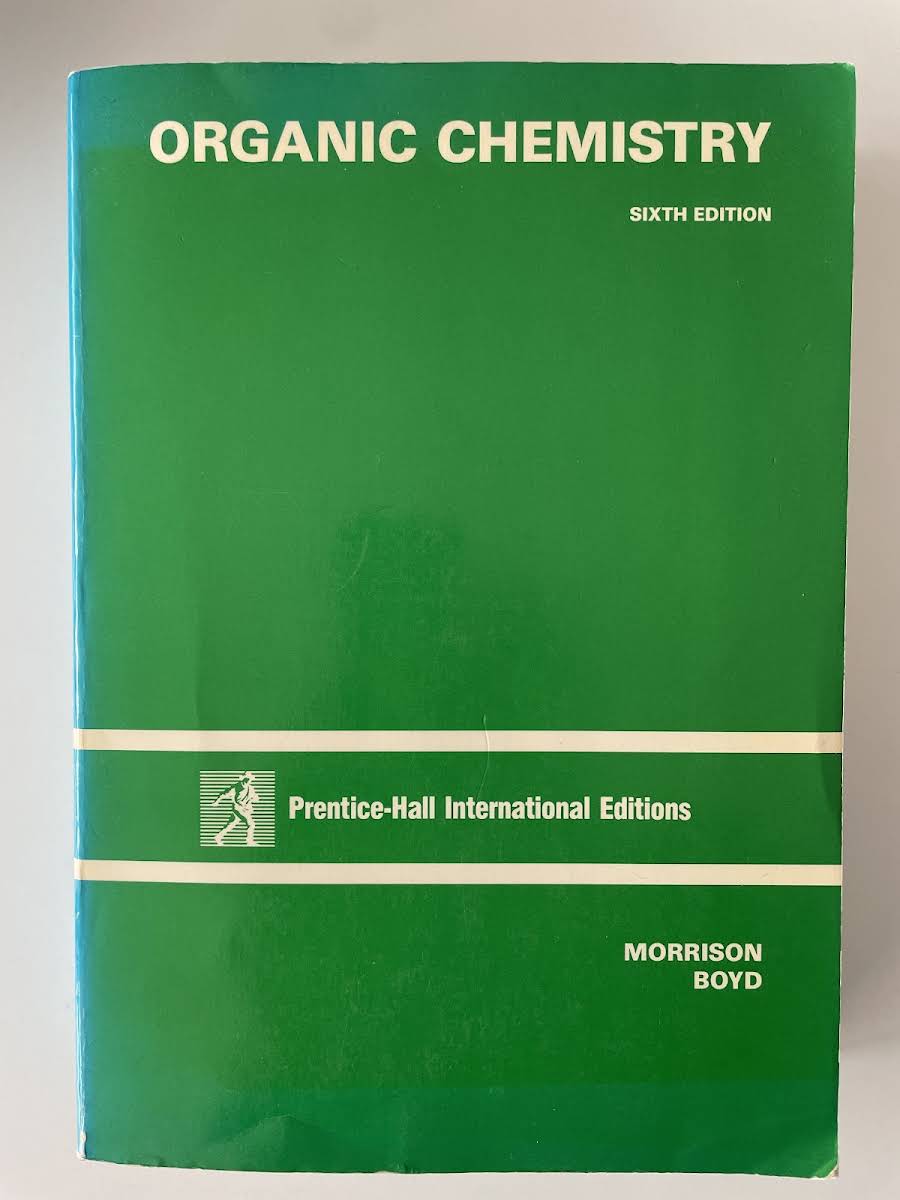 ORGANIC CHEMISTRY
SIXTH EDITION
Prentice-Hall International Editions
MORRISON
BOYD